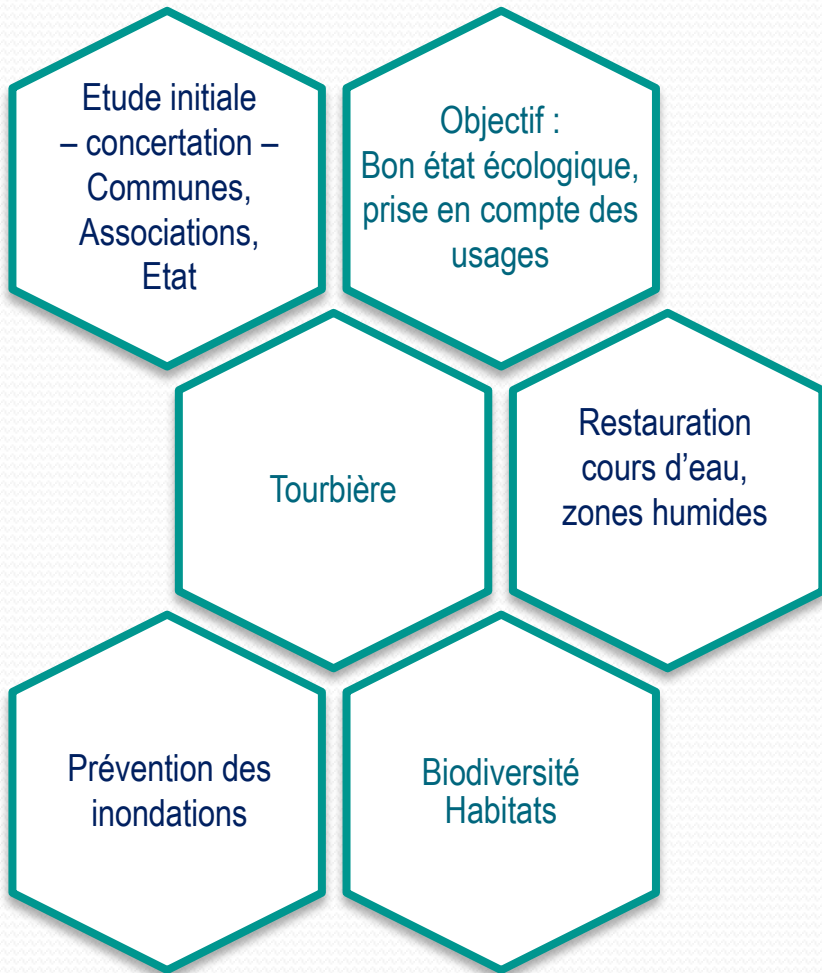 Etude initiale
– concertation –
Communes,
Associations,
Etat
Objectif :
Bon état écologique,
prise en compte des
usages
Tourbière
Restauration
cours d'eau,
zones humides
Prévention des
inondations
Biodiversité
Habitats